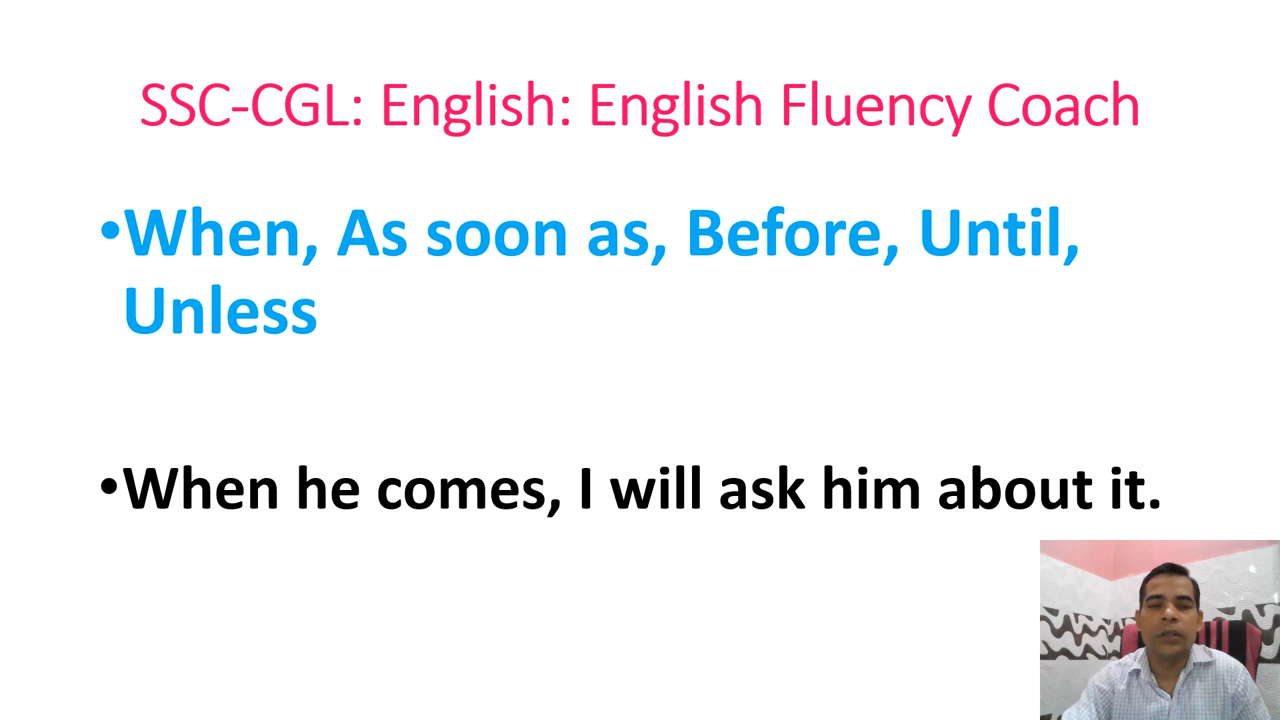 SSC-CGL: English: English Fluency Coach
•When, As soon as, Before, Until,
Unless
•When he comes, I will ask him about it.